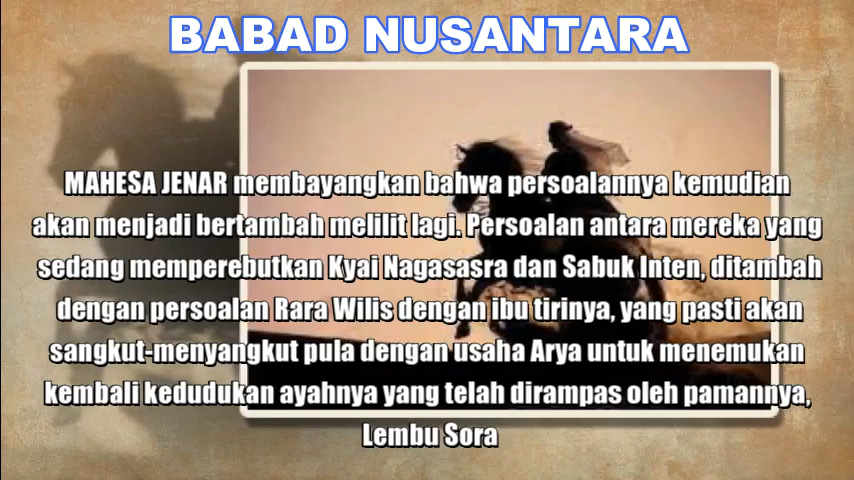 BABAD NUSANTARA
MAHESA JENAR membayangkan bahwa persoalannya kemudian
akan menjadi bertambah melilit lagi. Persoalan antara mereka yang
sedang memperebutkan Kyai Nagasasra dan Sabuk Inten, ditambah
dengan persoalan Rara Wilis dengan ibu tirinya, yang pasti akan
sangkut-menyangkut pula dengan usaha Arya untuk menemukan
kembali kedudukan ayahnya yang telah dirampas oleh pamannya,
Lembu Sora